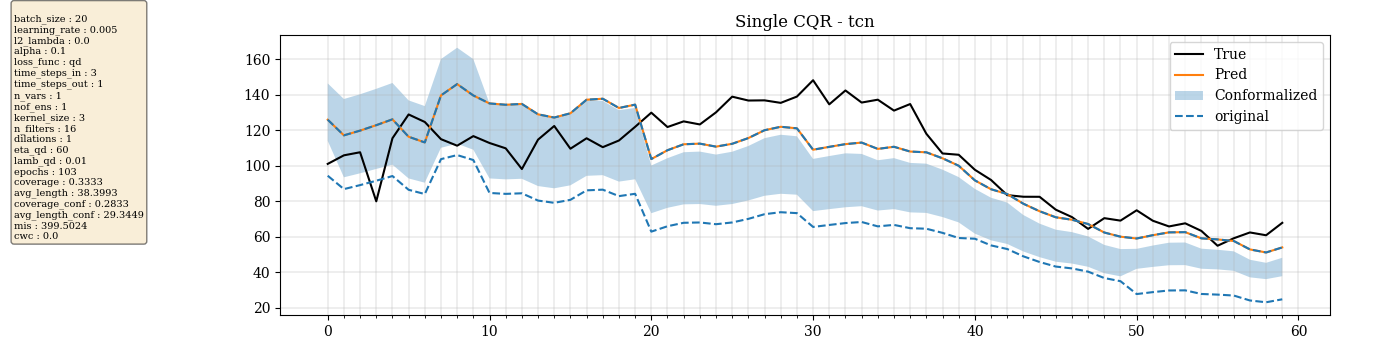 batch_size : 20
learning_rate : 0.005
l2_lambda : 0.0
alpha : 0.1
loss_func : qd
time_steps_in : 3
time_steps_out : 1
n_vars : 1
nof_ens : 1
kernel_size : 3
n_filters : 16
dilations : 1
eta_qd : 60
lamb_qd : 0.01
epochs : 103
coverage : 0.3333
avg_length : 38.3993
coverage_conf : 0.2833
avg_length_conf : 29.3449
mis : 399.5024
cwc : 0.0
Single CQR - tcn
160
140
120
100
80
60
40
20
0 10 20 30 40 50 60
True
Pred
Conformalized
original